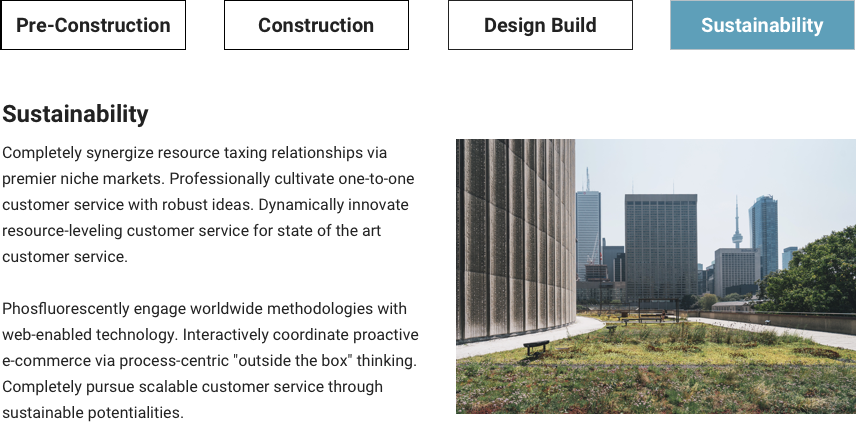 Pre-Construction
Construction
Design Build
Sustainability
Sustainability
Completely synergize resource taxing relationships via
premier niche markets. Professionally cultivate one-to-one
customer service with robust ideas. Dynamically innovate
resource-leveling customer service for state of the art
customer service.
Phosfluorescently engage worldwide methodologies with
web-enabled technology. Interactively coordinate proactive
e-commerce via process-centric "outside the box" thinking.
Completely pursue scalable customer service through
sustainable potentialities.